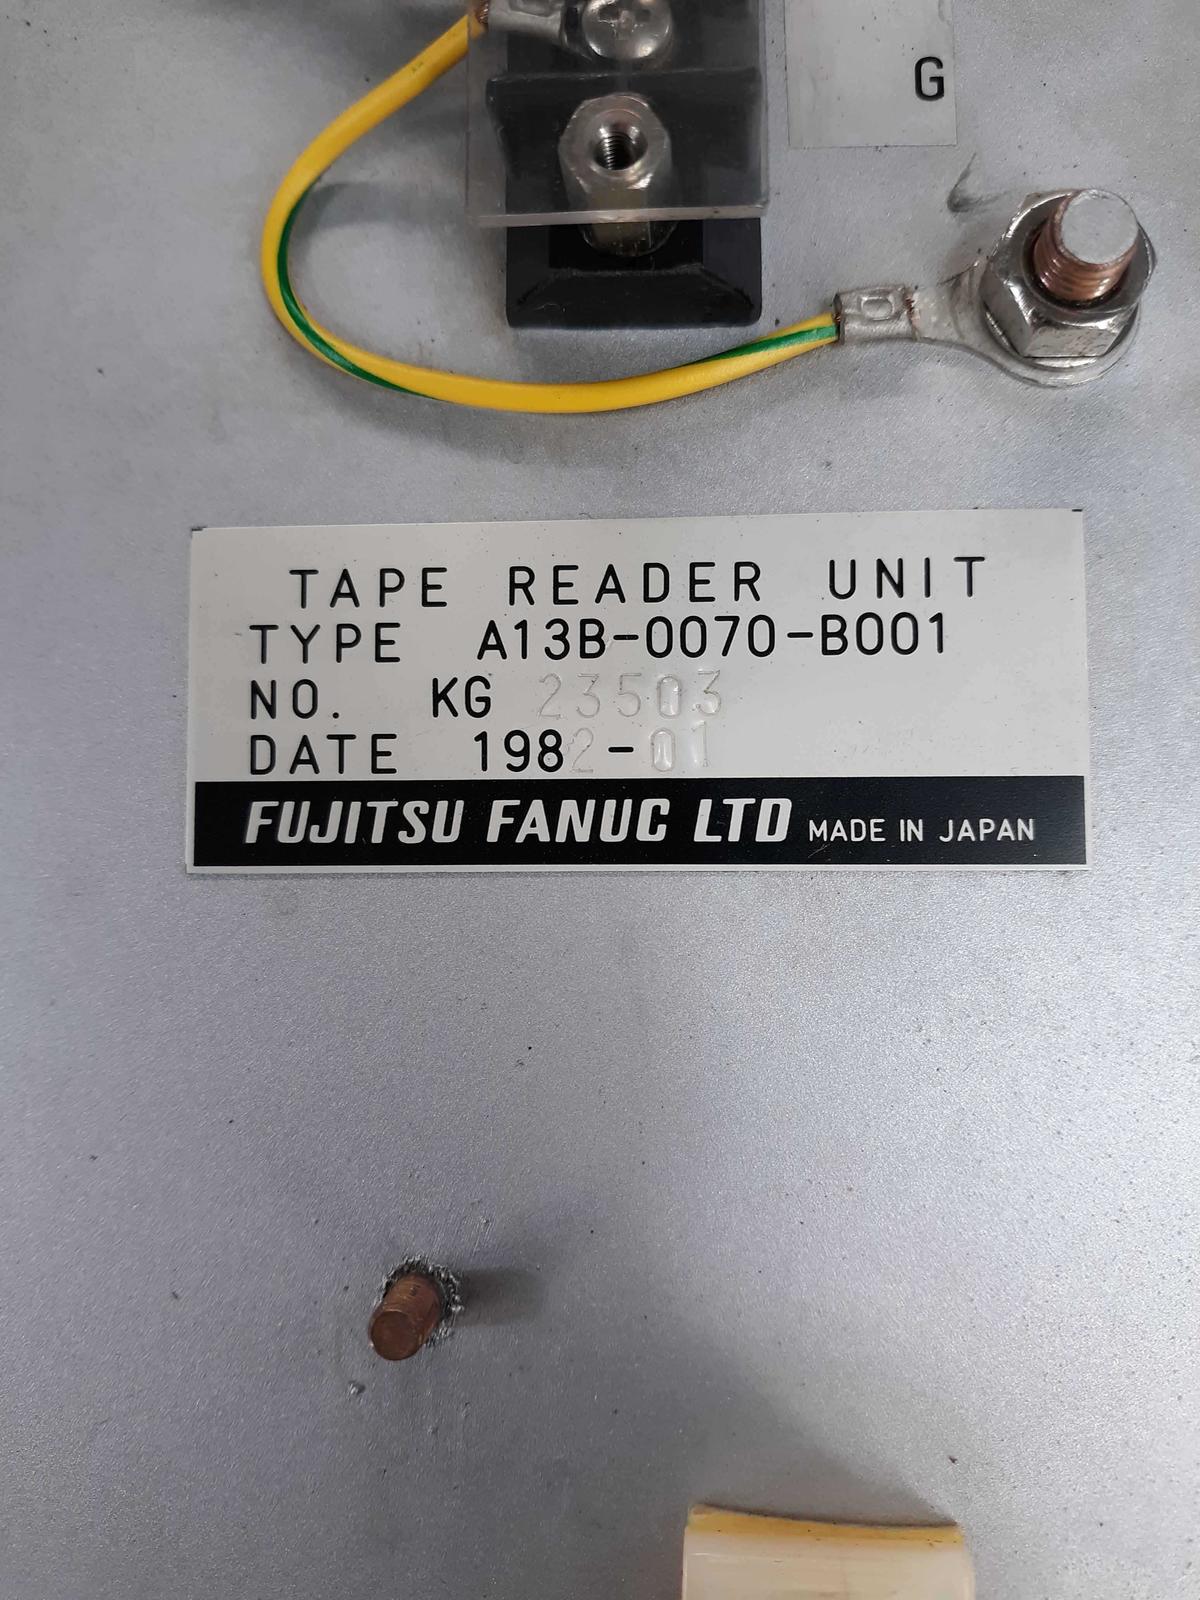 G
TAPE READER UNIT
TYPE A13B-0070-B001
NO. KG 23503
DATE 1982-01
FUJITSU FANUC LTD MADE IN JAPAN